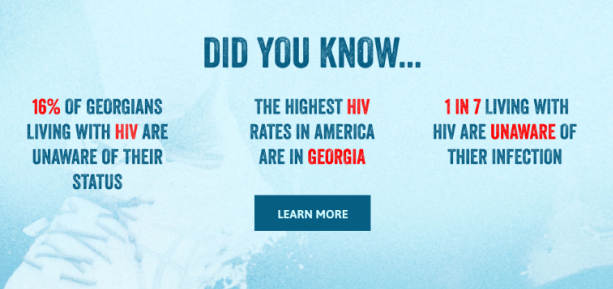 DID YOU KNOW...
16% OF GEORGIANS
LIVING WITH HIV ARE
UNAWARE OF THEIR
STATUS
THE HIGHEST HIV
RATES IN AMERICA
ARE IN GEORGIA
1 IN 7 LIVING WITH
HIV ARE UNAWARE OF
THIER INFECTION
LEARN MORE